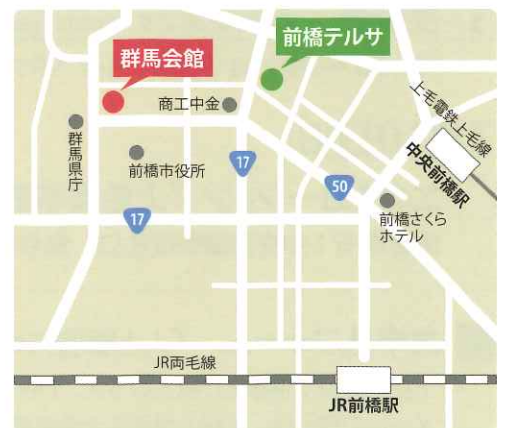 前橋テルサ
群馬会館
商工中金
上毛電鉄上毛線
中央前橋駅
群馬県庁
前橋市役所
17
50
17
前橋さくら
ホテル
JR両毛線
JR前橋駅